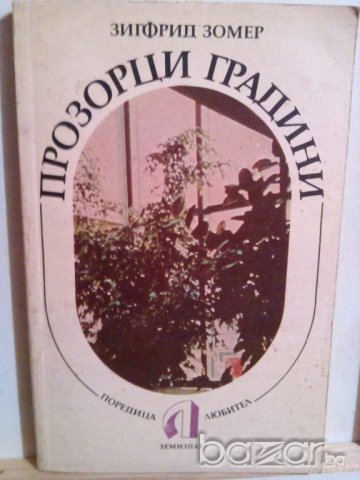 ЗИГФРИД ЗОМЕР
ПРОЗОРЦИ ГРАДИНИ
ПОРЕДИЦА ЛЮБИТЕЛ
ЗЕМИЗДАТ
bazar.bg